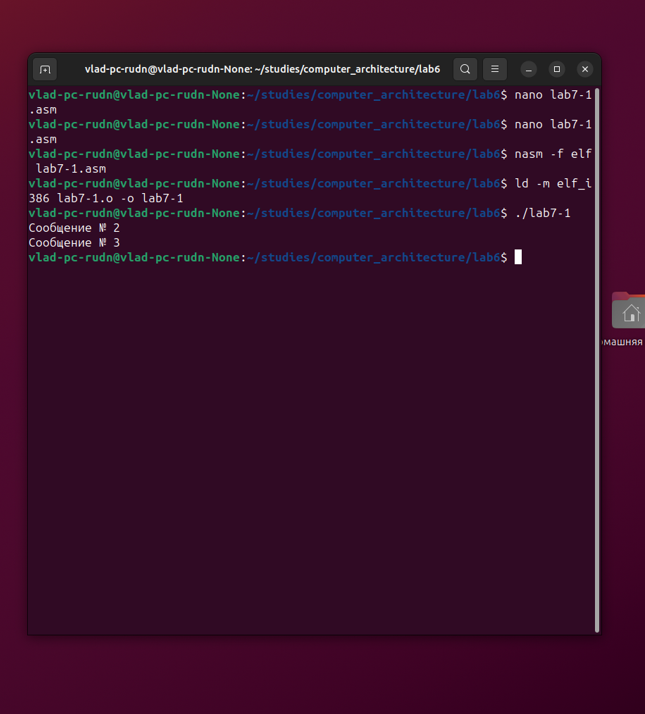 vlad-pc-rudn@vlad-pc-rudn-None: ~/studies/computer_architecture/lab6
vlad-pc-rudn@vlad-pc-rudn-None:~/studies/computer_architecture/lab6$ nano lab7-1
.asm
vlad-pc-rudn@vlad-pc-rudn-None:~/studies/computer_architecture/lab6$ nano lab7-1
.asm
vlad-pc-rudn@vlad-pc-rudn-None:~/studies/computer_architecture/lab6$ nasm -f elf
 lab7-1.asm
vlad-pc-rudn@vlad-pc-rudn-None:~/studies/computer_architecture/lab6$ ld -m elf_i
386 lab7-1.o -o lab7-1
vlad-pc-rudn@vlad-pc-rudn-None:~/studies/computer_architecture/lab6$ ./lab7-1
Сообщение № 2
Сообщение № 3
vlad-pc-rudn@vlad-pc-rudn-None:~/studies/computer_architecture/lab6$
омашняя